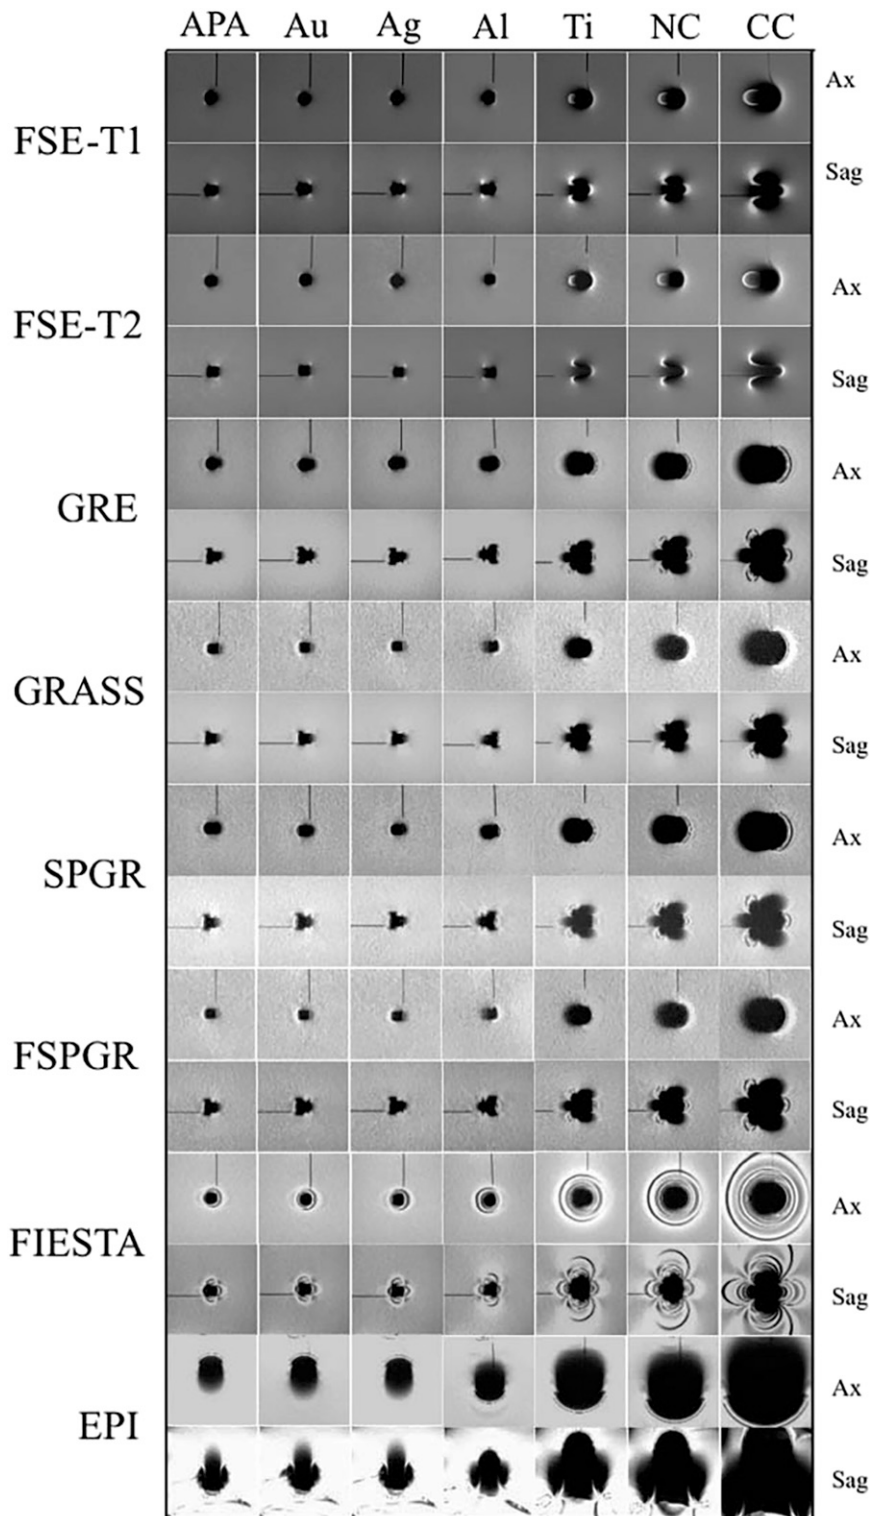 APA Au Ag Al Ti NC CC
Ax
FSE-T1
Sag
Ax
FSE-T2
Sag
Ax
GRE
Sag
Ax
GRASS
Sag
Ax
SPGR
Sag
Ax
FSPGR
Sag
Ax
FIESTA
Sag
Ax
EPI
Sag